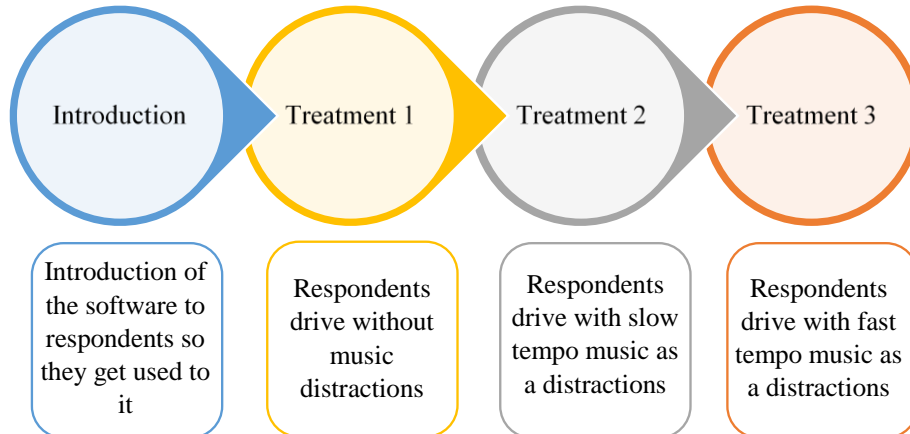 Introduction
Treatment 1
Treatment 2
Treatment 3
Introduction of
the software to
respondents so
they get used to
it
Respondents
drive without
music
distractions
Respondents
drive with slow
tempo music as
a distractions
Respondents
drive with fast
tempo music as
a distractions